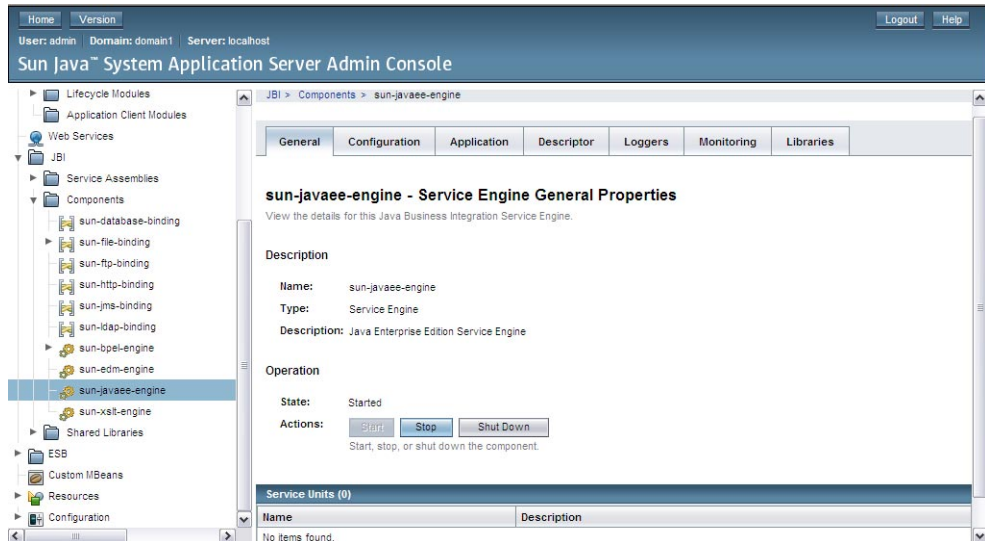 Home Version Logout Help
User: admin Domain: domain1 Server: localhost
Sun Java™ System Application Server Admin Console
Lifecycle Modules
Application Client Modules
Web Services
JBI
Service Assemblies
Components
sun-database-binding
sun-file-binding
sun-ftp-binding
sun-http-binding
sun-jms-binding
sun-ldap-binding
sun-bpel-engine
sun-edm-engine
sun-javaee-engine
sun-xslt-engine
Shared Libraries
ESB
Custom MBeans
Resources
Configuration
JBI > Components > sun-javaee-engine
General Configuration Application Descriptor Loggers Monitoring Libraries
sun-javaee-engine - Service Engine General Properties
View the details for this Java Business Integration Service Engine.
Description
Name: sun-javaee-engine
Type: Service Engine
Description: Java Enterprise Edition Service Engine
Operation
State: Started
Actions: Start Stop Shut Down
Start, stop, or shut down the component.
Service Units (0)
Name Description
No items found.